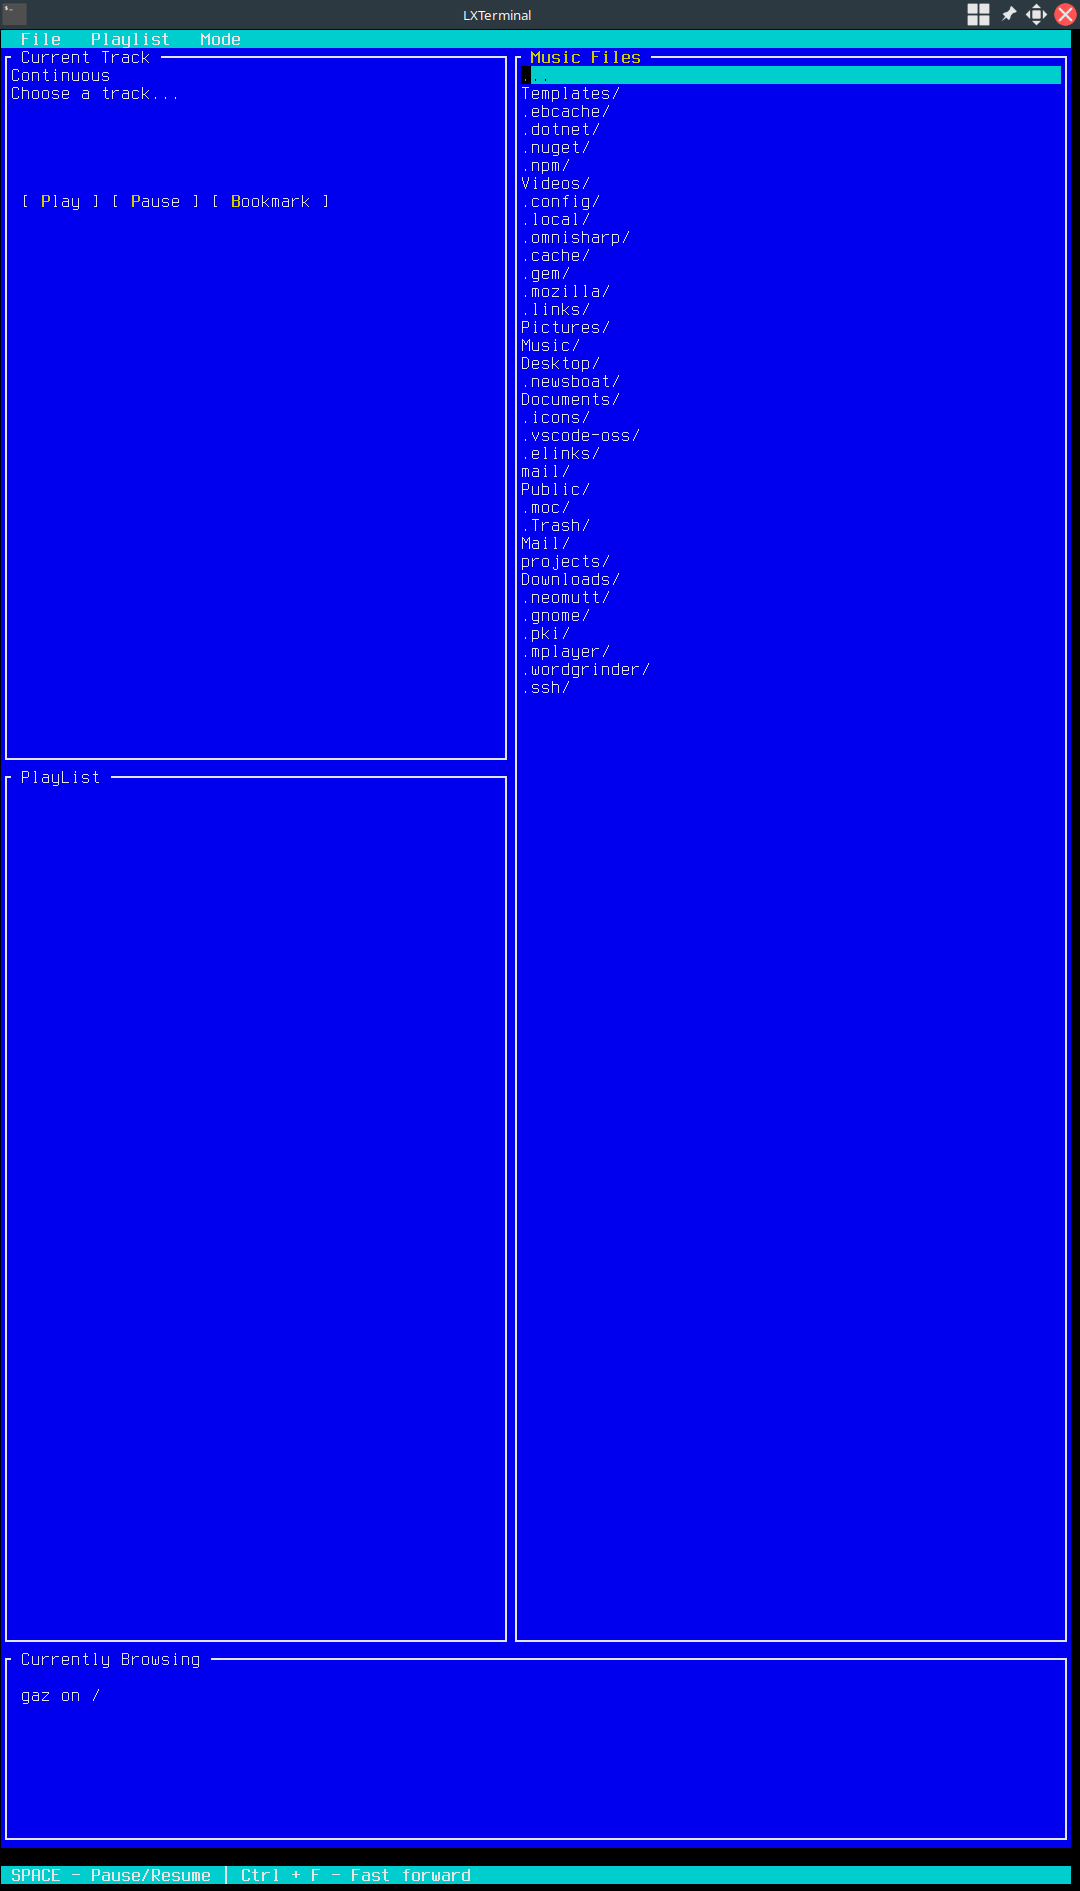 LXTerminal
File Playlist Mode
Current Track
Continuous
Choose a track...
[ Play ] [ Pause ] [ Bookmark ]
PlayList
Music Files
...
Templates/
.ebcache/
.dotnet/
.nuget/
.npm/
Videos/
.config/
.local/
.omnisharp/
.cache/
.gem/
.mozilla/
.links/
Pictures/
Music/
Desktop/
.newsboat/
Documents/
.icons/
.vscode-oss/
.elinks/
mail/
Public/
.moc/
.Trash/
Mail/
projects/
Downloads/
.neomutt/
.gnome/
.pki/
.mplayer/
.wordgrinder/
.ssh/
Currently Browsing
gaz on /
SPACE - Pause/Resume | Ctrl + F - Fast forward